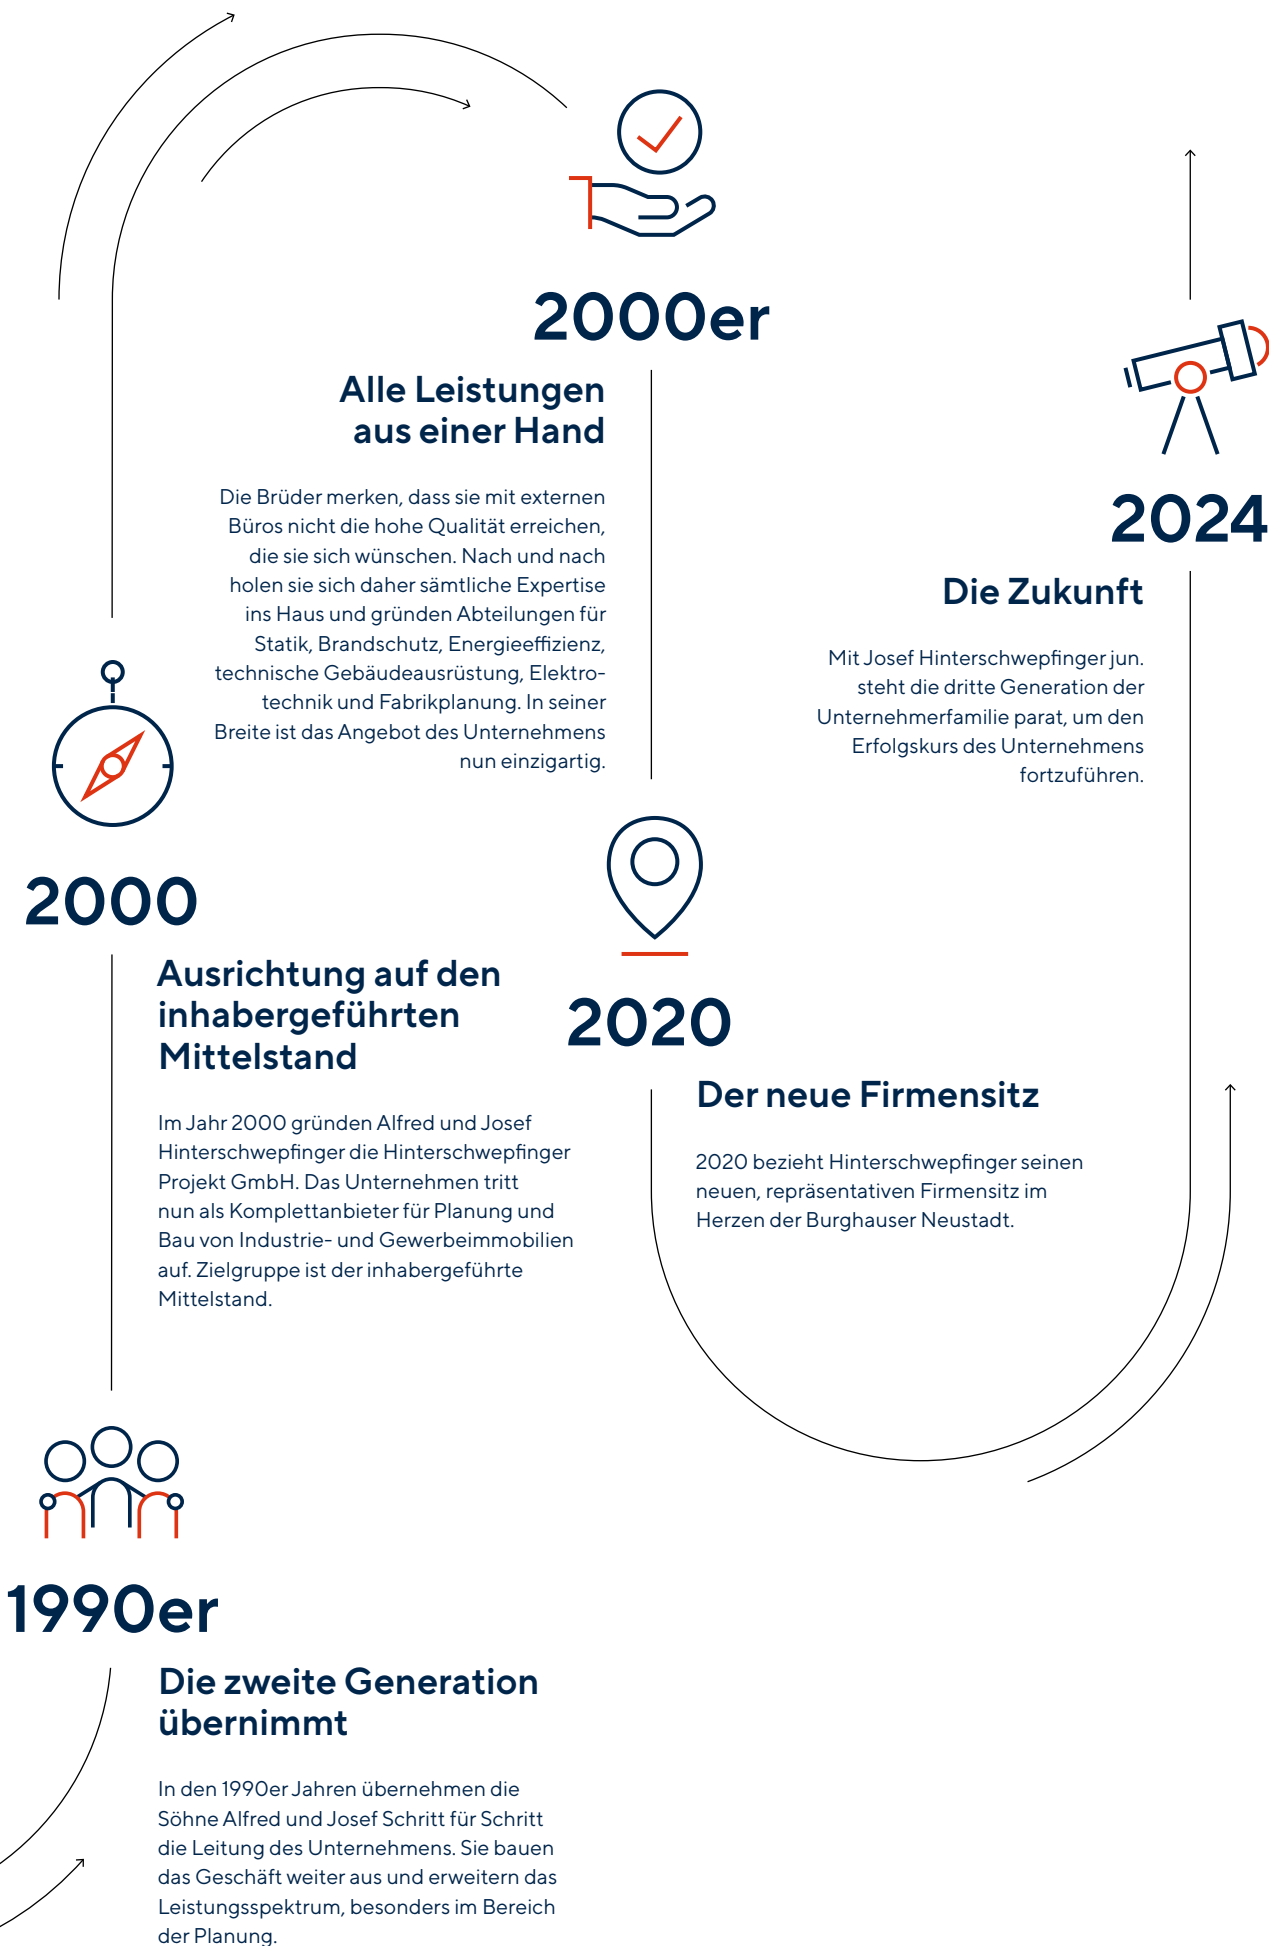 2000er
Alle Leistungen
aus einer Hand
Die Brüder merken, dass sie mit externen
Büros nicht die hohe Qualität erreichen,
die sie sich wünschen. Nach und nach
holen sie sich daher sämtliche Expertise
ins Haus und gründen Abteilungen für
Statik, Brandschutz, Energieeffizienz,
technische Gebäudeausrüstung, Elektro-
technik und Fabrikplanung. In seiner
Breite ist das Angebot des Unternehmens
nun einzigartig.
2024
Die Zukunft
Mit Josef Hinterschwepfinger jun.
steht die dritte Generation der
Unternehmerfamilie parat, um den
Erfolgskurs des Unternehmens
fortzuführen.
2000
Ausrichtung auf den
inhabergeführten
Mittelstand
Im Jahr 2000 gründen Alfred und Josef
Hinterschwepfinger die Hinterschwepfinger
Projekt GmbH. Das Unternehmen tritt
nun als Komplettanbieter für Planung und
Bau von Industrie- und Gewerbeimmobilien
auf. Zielgruppe ist der inhabergeführte
Mittelstand.
2020
Der neue Firmensitz
2020 bezieht Hinterschwepfinger seinen
neuen, repräsentativen Firmensitz im
Herzen der Burghauser Neustadt.
1990er
Die zweite Generation
übernimmt
In den 1990er Jahren übernehmen die
Söhne Alfred und Josef Schritt für Schritt
die Leitung des Unternehmens. Sie bauen
das Geschäft weiter aus und erweitern das
Leistungsspektrum, besonders im Bereich
der Planung.